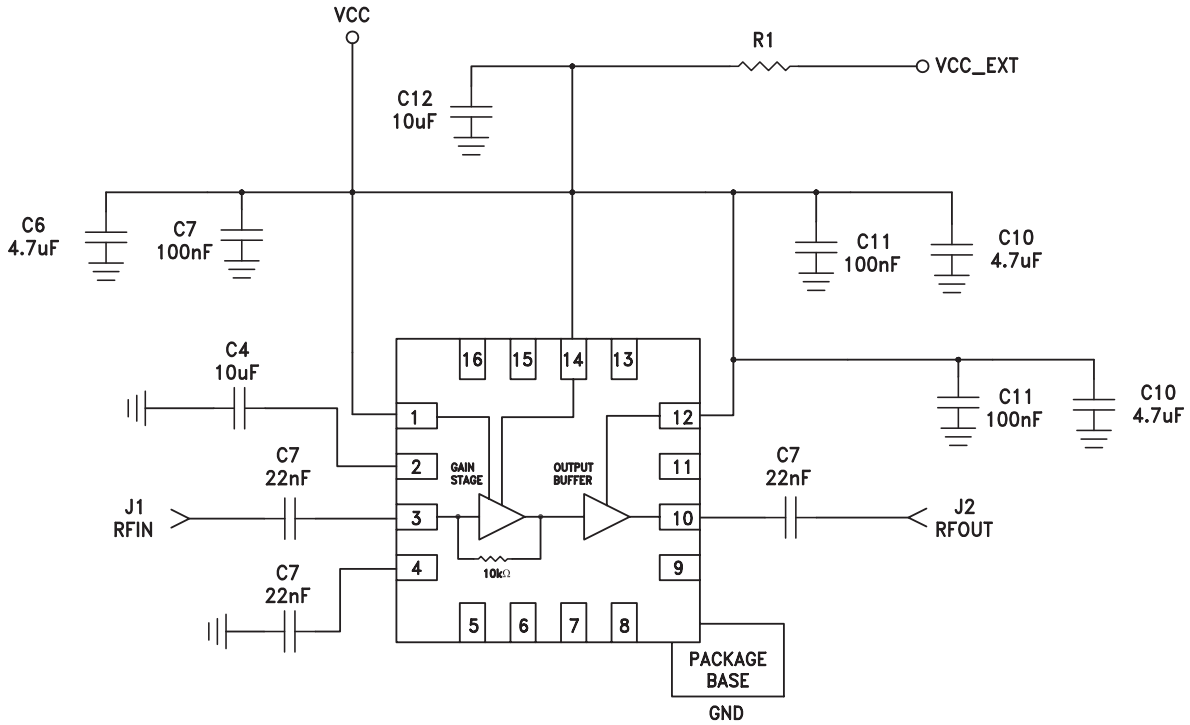 VCC
R1
VCC_EXT
C12
10uF
C6
4.7uF
C7
100nF
C11
100nF
C10
4.7uF
16
15
14
13
C4
10uF
1
12
C11
100nF
C10
4.7uF
2
GAIN
STAGE
OUTPUT
BUFFER
11
C7
22nF
C7
22nF
J1
RFIN
3
10
J2
RFOUT
10kΩ
4
9
C7
22nF
5
6
7
8
PACKAGE
BASE
GND